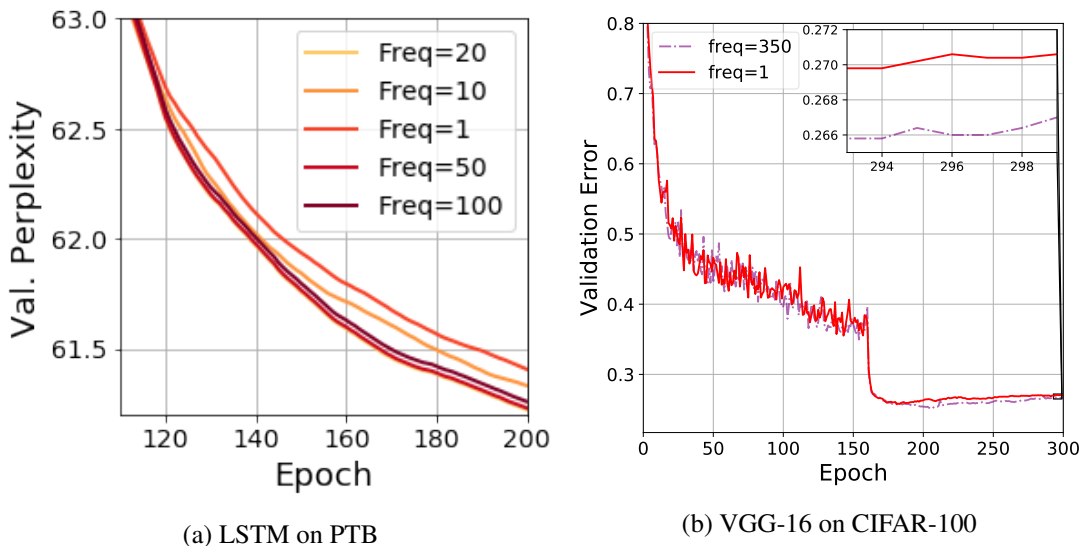 63.0
62.5
62.0
61.5
Val. Perplexity
Freq=20
Freq=10
Freq=1
Freq=50
Freq=100
120 140 160 180 200
Epoch
(a) LSTM on PTB
0.8
0.7
0.6
0.5
0.4
0.3
Validation Error
freq=350
freq=1
0.272
0.270
0.268
0.266
294 296 298
0 50 100 150 200 250 300
Epoch
(b) VGG-16 on CIFAR-100